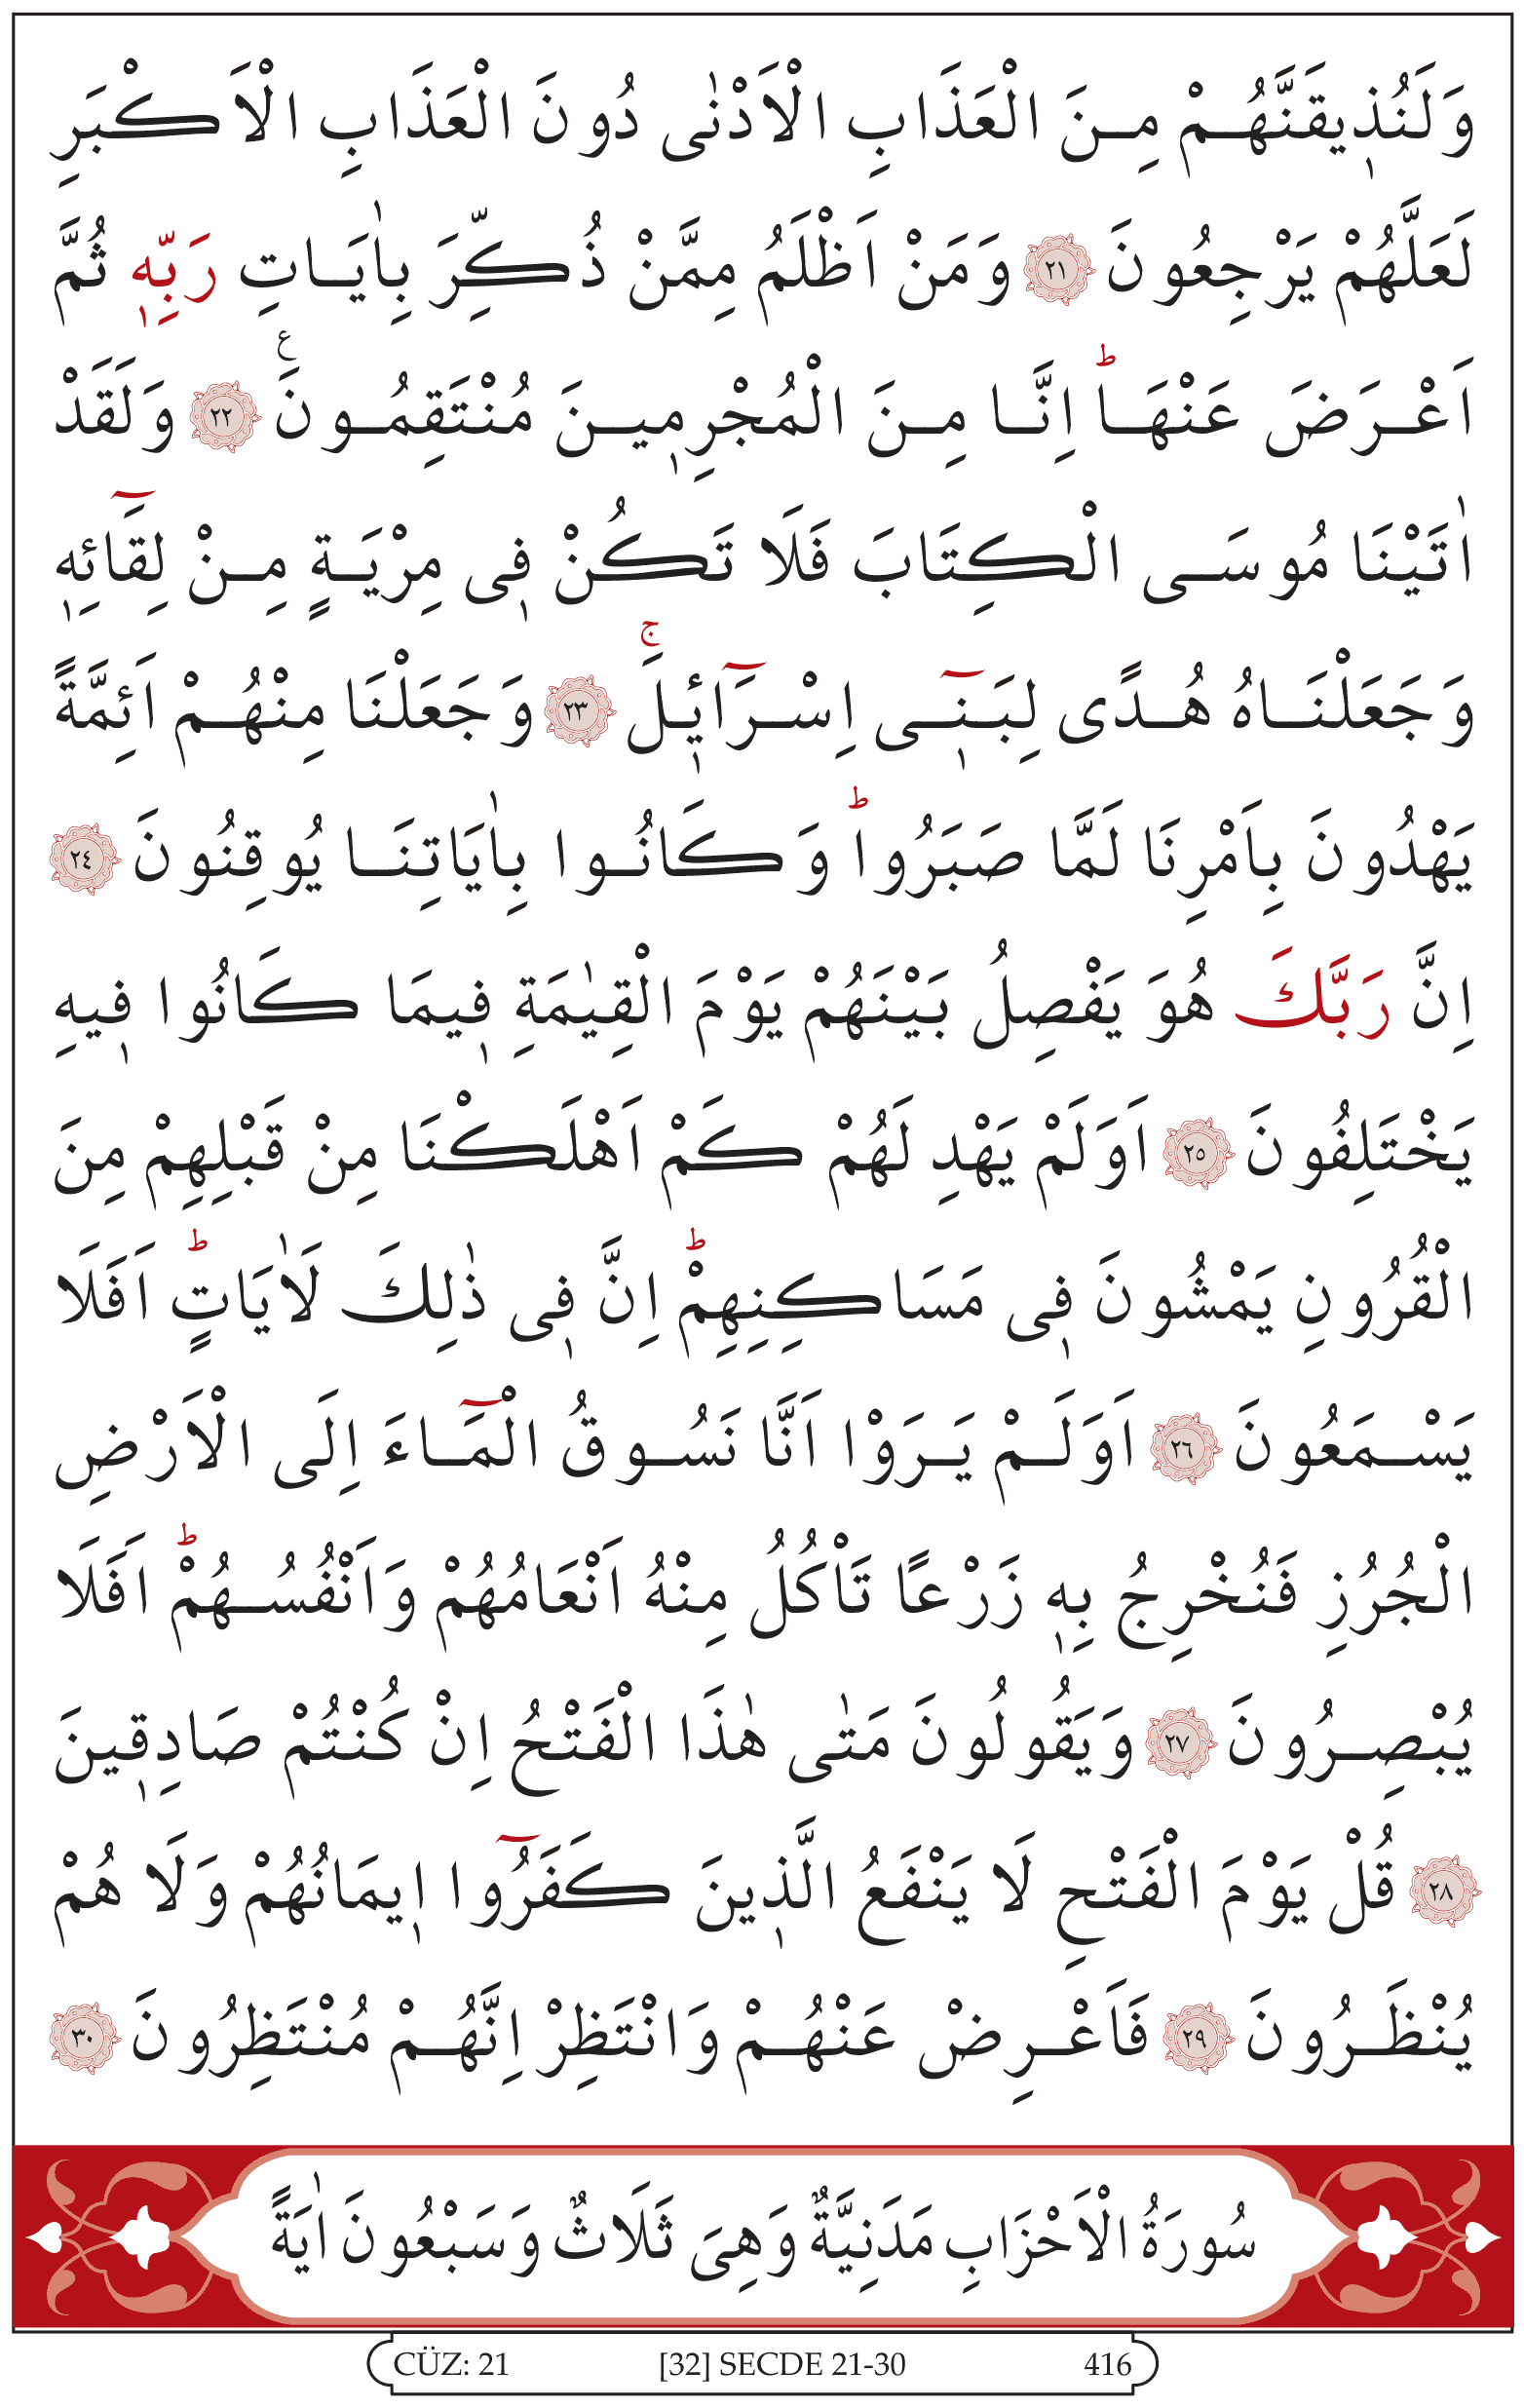 وَلَنُذ۪يقَنَّهُمْ مِنَ الْعَذَابِ الْاَدْنٰى دُونَ الْعَذَابِ الْاَكْبَرِ
لَعَلَّهُمْ يَرْجِعُونَ ﴿٢١﴾ وَمَنْ اَظْلَمُ مِمَّنْ ذُكِّرَ بِاٰيَاتِ رَبِّه۪ ثُمَّ
اَعْرَضَ عَنْهَاۜ اِنَّا مِنَ الْمُجْرِم۪ينَ مُنْتَقِمُونَ۟ ﴿٢٢﴾ وَلَقَدْ
اٰتَيْنَا مُوسَى الْكِتَابَ فَلَا تَكُنْ ف۪ى مِرْيَةٍ مِنْ لِقَٓائِه۪
وَجَعَلْنَاهُ هُدًى لِبَن۪ٓى اِسْرَٓائ۪لَۚ ﴿٢٣﴾ وَجَعَلْنَا مِنْهُمْ اَئِمَّةً
يَهْدُونَ بِاَمْرِنَا لَمَّا صَبَرُواۜ وَكَانُوا بِاٰيَاتِنَا يُوقِنُونَ ﴿٢٤﴾
اِنَّ رَبَّكَ هُوَ يَفْصِلُ بَيْنَهُمْ يَوْمَ الْقِيٰمَةِ ف۪يمَا كَانُوا ف۪يهِ
يَخْتَلِفُونَ ﴿٢٥﴾ اَوَلَمْ يَهْدِ لَهُمْ كَمْ اَهْلَكْنَا مِنْ قَبْلِهِمْ مِنَ
الْقُرُونِ يَمْشُونَ ف۪ى مَسَاكِنِهِمْۜ اِنَّ ف۪ى ذٰلِكَ لَاٰيَاتٍۜ اَفَلَا
يَسْمَعُونَ ﴿٢٦﴾ اَوَلَمْ يَرَوْا اَنَّا نَسُوقُ الْمَٓاءَ اِلَى الْاَرْضِ
الْجُرُزِ فَنُخْرِجُ بِه۪ زَرْعًا تَاْكُلُ مِنْهُ اَنْعَامُهُمْ وَاَنْفُسُهُمْۜ اَفَلَا
يُبْصِرُونَ ﴿٢٧﴾ وَيَقُولُونَ مَتٰى هٰذَا الْفَتْحُ اِنْ كُنْتُمْ صَادِق۪ينَ
﴿٢٨﴾ قُلْ يَوْمَ الْفَتْحِ لَا يَنْفَعُ الَّذ۪ينَ كَفَرُٓوا ا۪يمَانُهُمْ وَلَا هُمْ
يُنْظَرُونَ ﴿٢٩﴾ فَاَعْرِضْ عَنْهُمْ وَانْتَظِرْ اِنَّهُمْ مُنْتَظِرُونَ ﴿٣٠﴾
سُورَةُ الْاَحْزَابِ مَدَنِيَّةٌ وَهِىَ ثَلَاثٌ وَسَبْعُونَ اٰيَةً
CÜZ: 21 [32] SECDE 21-30 416